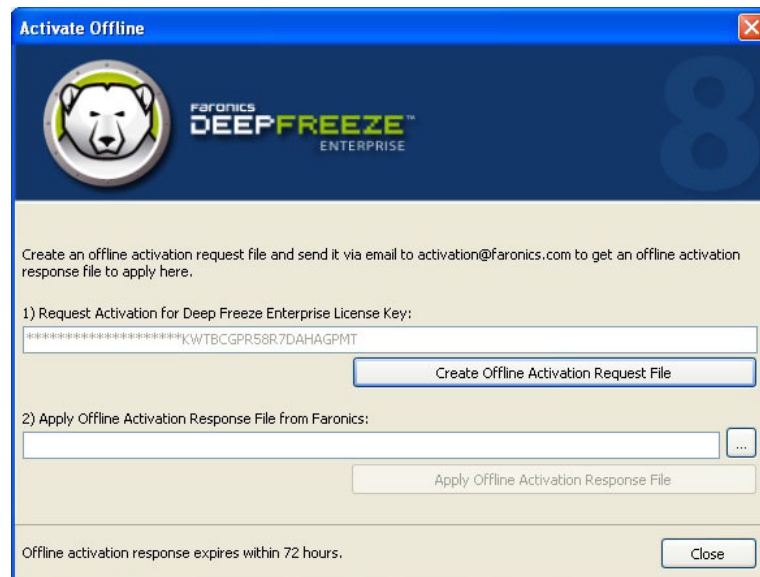 Activate Offline
Faronics
DEEPFREEZE™
ENTERPRISE
8
Create an offline activation request file and send it via email to activation@faronics.com to get an offline activation
response file to apply here.
1) Request Activation for Deep Freeze Enterprise License Key:
********************KWTBCGPR58R7DAHAGPMT
Create Offline Activation Request File
2) Apply Offline Activation Response File from Faronics:
...
Apply Offline Activation Response File
Offline activation response expires within 72 hours.
Close